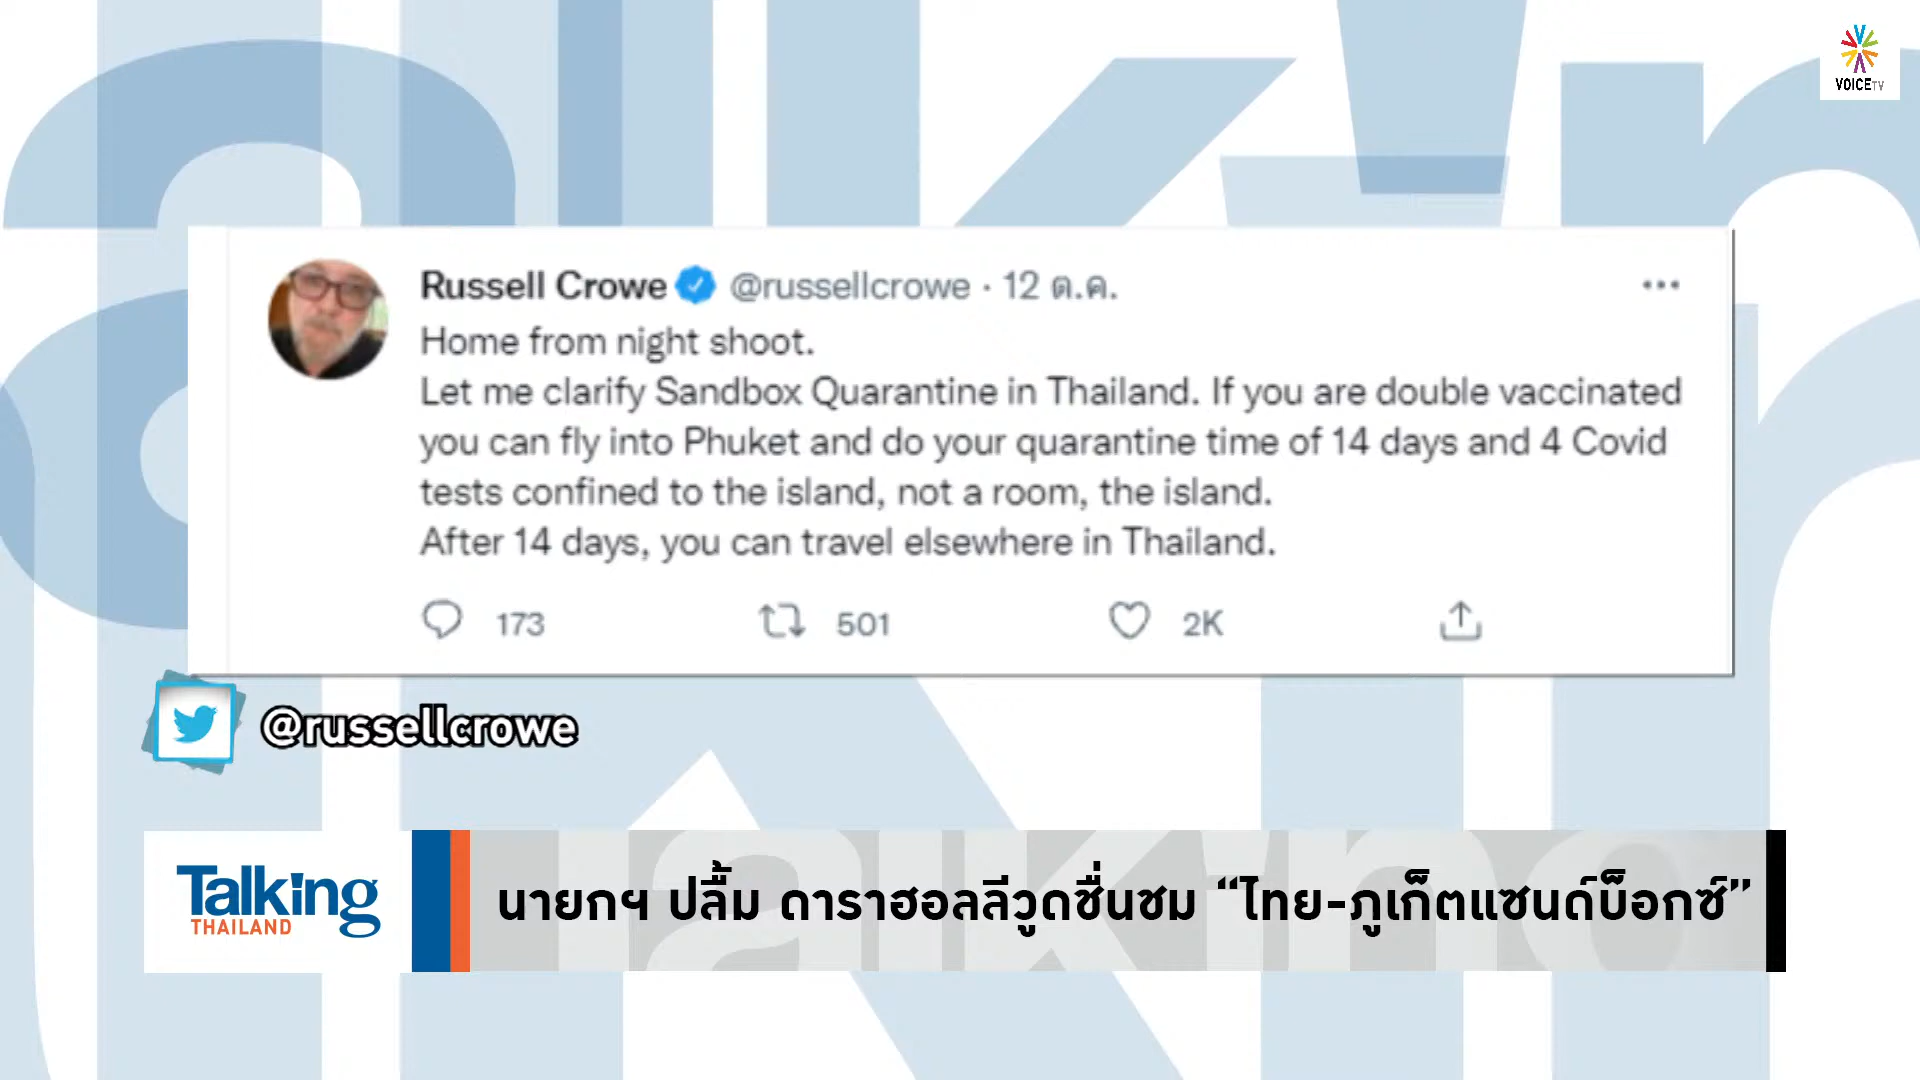 VOICETV
Russell Crowe @russellcrowe · 12 ต.ค.
Home from night shoot.
Let me clarify Sandbox Quarantine in Thailand. If you are double vaccinated
you can fly into Phuket and do your quarantine time of 14 days and 4 Covid
tests confined to the island, not a room, the island.
After 14 days, you can travel elsewhere in Thailand.
173 501 2K
@russellcrowe
Talking
THAILAND
นายกฯ ปลื้ม ดาราฮอลลีวูดชื่นชม “ไทย-ภูเก็ตแซนด์บ็อกซ์”